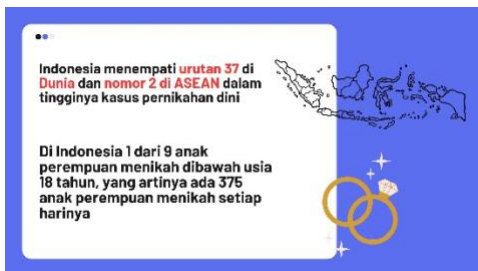 Indonesia menempati urutan 37 di
Dunia dan nomor 2 di ASEAN dalam
tingginya kasus pernikahan dini
Di Indonesia 1 dari 9 anak
perempuan menikah dibawah usia
18 tahun, yang artinya ada 375
anak perempuan menikah setiap
harinya